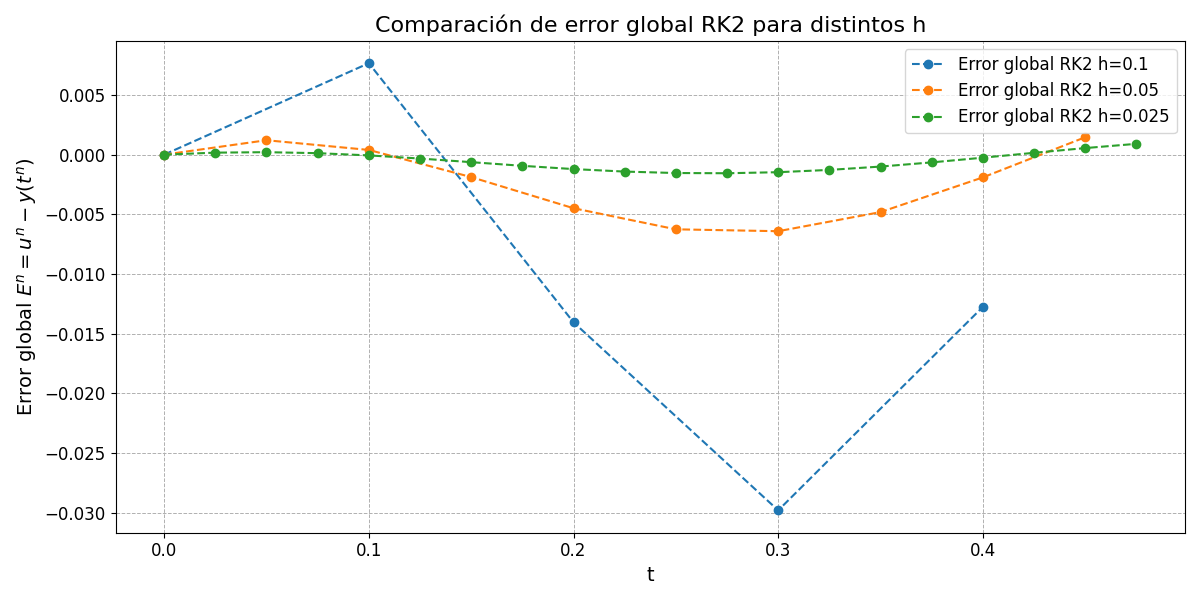 Comparación de error global RK2 para distintos h
Error global $E^n = u^n - y(t^n)$
0.005
0.000
−0.005
−0.010
−0.015
−0.020
−0.025
−0.030
Error global RK2 h=0.1
Error global RK2 h=0.05
Error global RK2 h=0.025
0.0 0.1 0.2 0.3 0.4
t